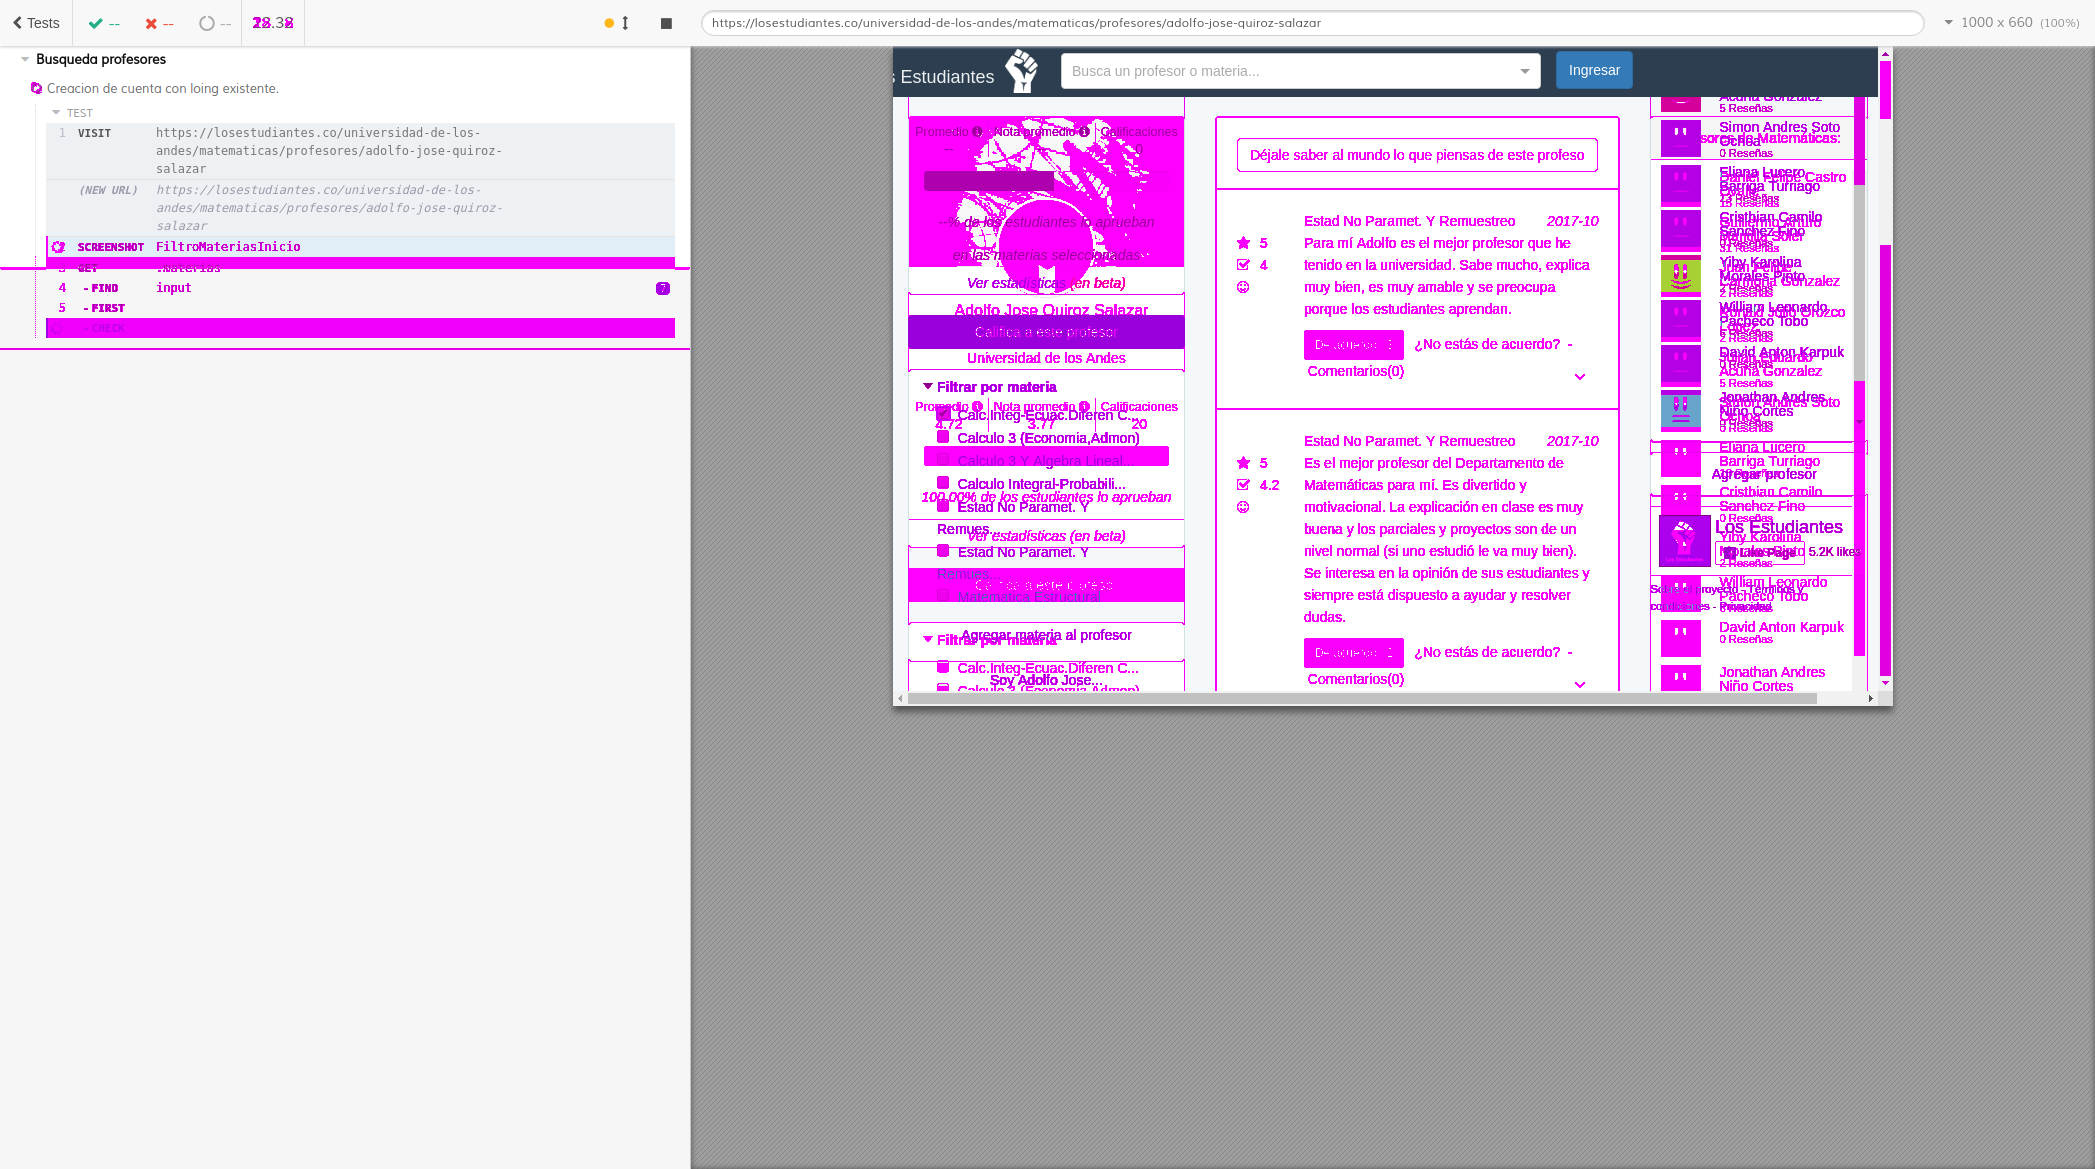 Tests
--
--
--
https://losestudiantes.co/universidad-de-los-andes/matematicas/profesores/adolfo-jose-quiroz-salazar
1000 x 660 (100%)
Busqueda profesores
Creacion de cuenta con loing existente.
TEST
1 VISIT https://losestudiantes.co/universidad-de-los-
andes/matematicas/profesores/adolfo-jose-quiroz-
salazar
(NEW URL) https://losestudiantes.co/universidad-de-los-
andes/matematicas/profesores/adolfo-jose-quiroz-
salazar
SCREENSHOT FiltroMateriasInicio
3 GET .materias
4 - FIND input
5 - FIRST
- CHECK
s Estudiantes
Busca un profesor o materia...
Ingresar
Promedio Nota promedio Calificaciones
-- 0
--% de los estudiantes lo aprueban
en las materias seleccionadas
Ver estadísticas (en beta)
Adolfo Jose Quiroz Salazar
Califica a este profesor
Universidad de los Andes
Filtrar por materia
Promedio Nota promedio Calificaciones
Calc.Integ-Ecuac.Diferen C...
4.72 3.77 20
Calculo 3 (Economia,Admon)
Calculo 3 Y Algebra Lineal...
Calculo Integral-Probabili...
100.00% de los estudiantes lo aprueban
Estad No Paramet. Y
Remues...
Ver estadísticas (en beta)
Estad No Paramet. Y
Remues...
Matematica Estructural
Agregar materia al profesor
Filtrar por materia
Calc.Integ-Ecuac.Diferen C...
Soy Adolfo Jose...
Calculo 3 (Economia,Admon)
Déjale saber al mundo lo que piensas de este profeso
Estad No Paramet. Y Remuestreo 2017-10
5 Para mí Adolfo es el mejor profesor que he
4 tenido en la universidad. Sabe mucho, explica
muy bien, es muy amable y se preocupa
porque los estudiantes aprendan.
¿No estás de acuerdo? -
Comentarios(0)
Estad No Paramet. Y Remuestreo 2017-10
5 Es el mejor profesor del Departamento de
4.2 Matemáticas para mí. Es divertido y
motivacional. La explicación en clase es muy
buena y los parciales y proyectos son de un
nivel normal (si uno estudió le va muy bien).
Se interesa en la opinión de sus estudiantes y
siempre está dispuesto a ayudar y resolver
dudas.
¿No estás de acuerdo? -
Comentarios(0)
Acuña Gonzalez
5 Reseñas
Simon Andres Soto
Ochoa
0 Reseñas
Eliana Lucero
Barriga Turriago
Cristhian Camilo
Sanchez Fino
Yiby Karolina
Morales Pinto
2 Reseñas
William Leonardo
Pacheco Tobo
2 Reseñas
David Anton Karpuk
Acuña Gonzalez
5 Reseñas
Jonathan Andres
Niño Cortes
Simon Andres Soto
Ochoa
Eliana Lucero
Barriga Turriago
Agregar profesor
Cristhian Camilo
Sanchez Fino
0 Reseñas
Los Estudiantes
Yiby Karolina
Morales Pinto
Like Page 5.2K likes
2 Reseñas
William Leonardo
Pacheco Tobo
David Anton Karpuk
0 Reseñas
Jonathan Andres
Niño Cortes